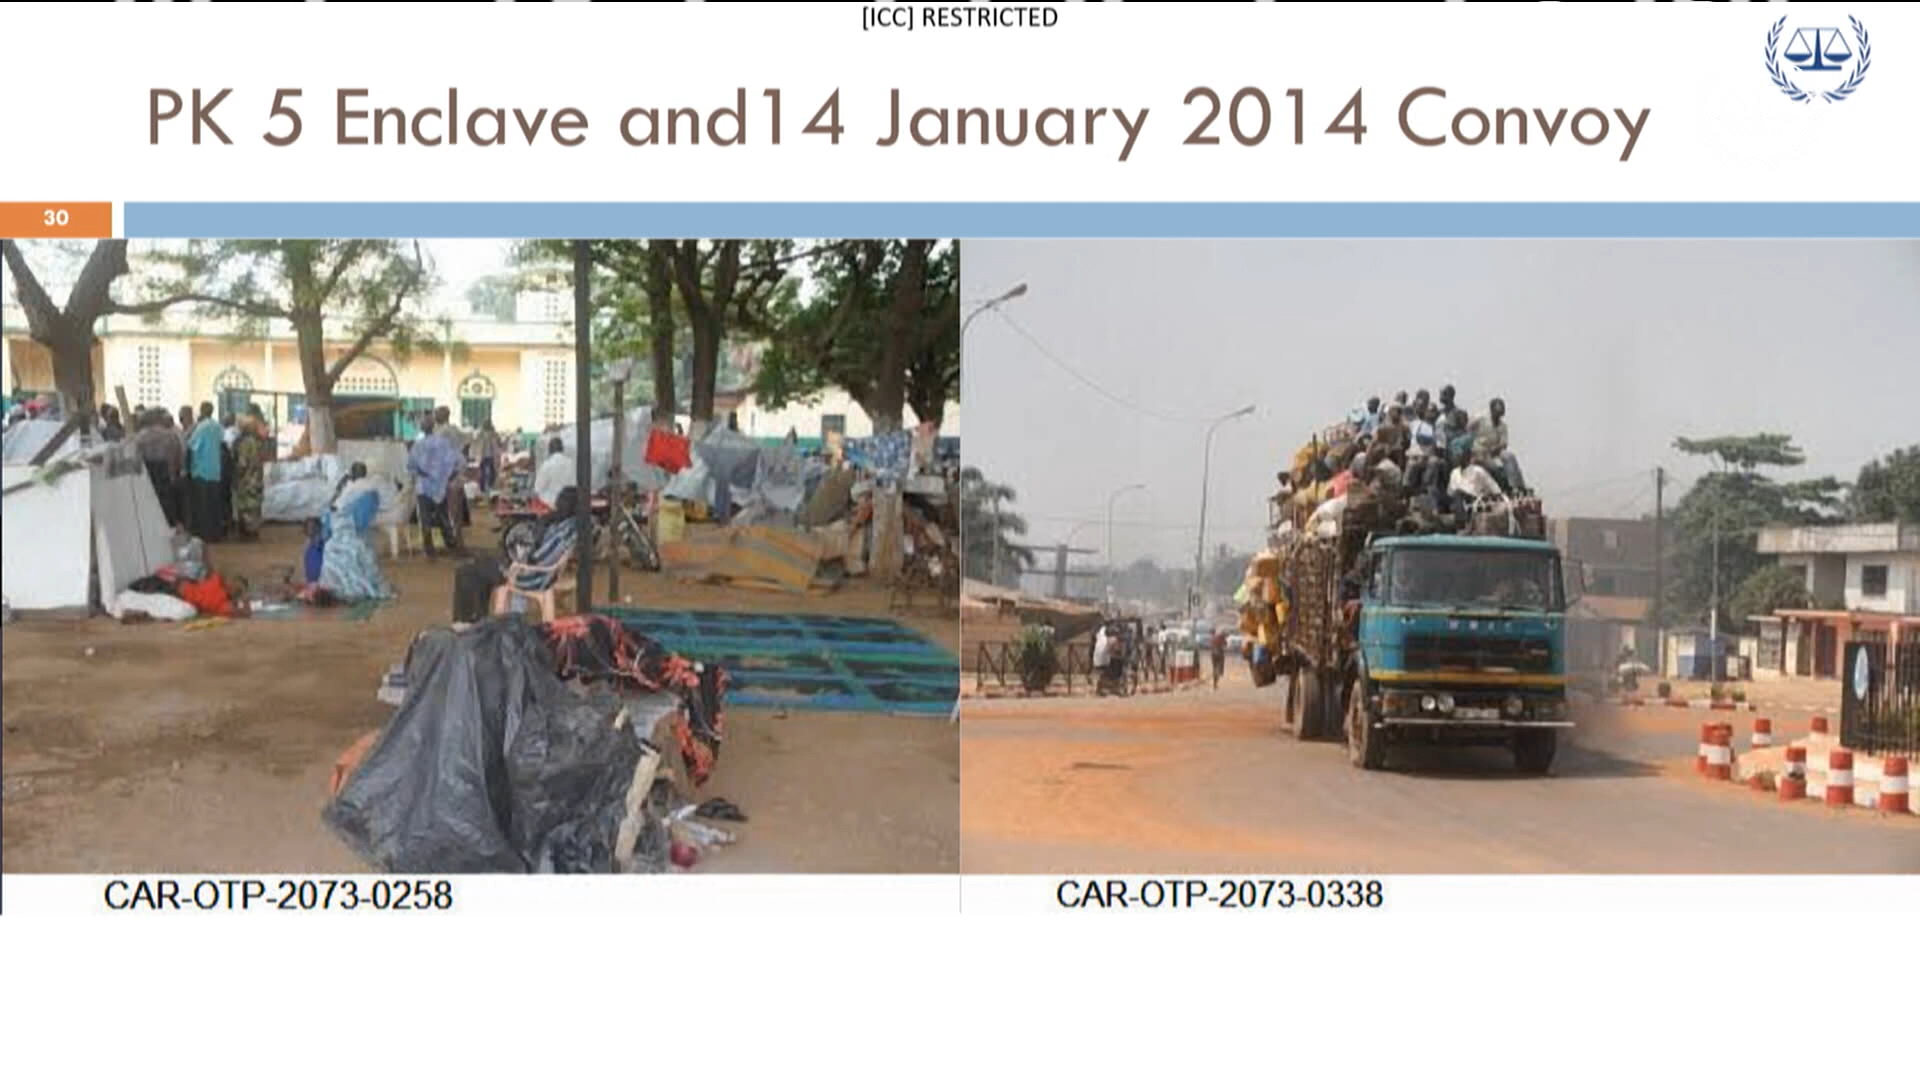 [ICC] RESTRICTED
PK 5 Enclave and14 January 2014 Convoy
30
CAR-OTP-2073-0258
CAR-OTP-2073-0338